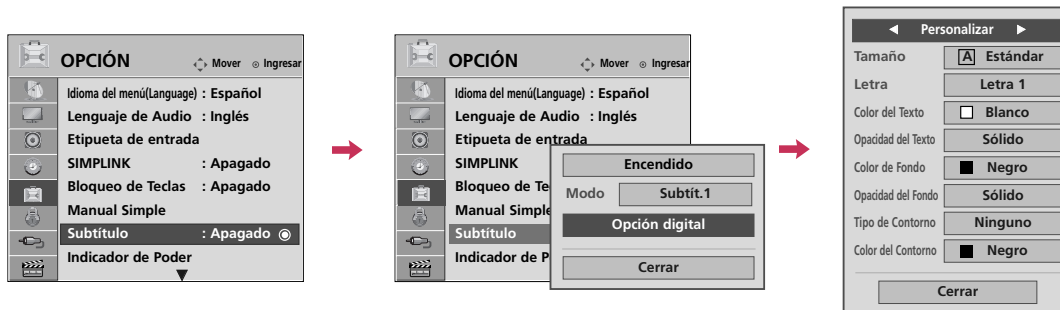 OPCIÓN Mover Ingresar
Idioma del menú(Language) : Español
Lenguaje de Audio : Inglés
Etiqueta de entrada
SIMPLINK : Apagado
Bloqueo de Teclas : Apagado
Manual Simple
Subtítulo : Apagado
Indicador de Poder
OPCIÓN Mover Ingresar
Idioma del menú(Language) : Español
Lenguaje de Audio : Inglés
Etiqueta de entrada
SIMPLINK
Bloqueo de Te
Manual Simple
Subtítulo
Indicador de P
Encendido
Modo Subtít.1
Opción digital
Cerrar
Personalizar
Tamaño A Estándar
Letra Letra 1
Color del Texto Blanco
Opacidad del Texto Sólido
Color de Fondo Negro
Opacidad del Fondo Sólido
Tipo de Contorno Ninguno
Color del Contorno Negro
Cerrar